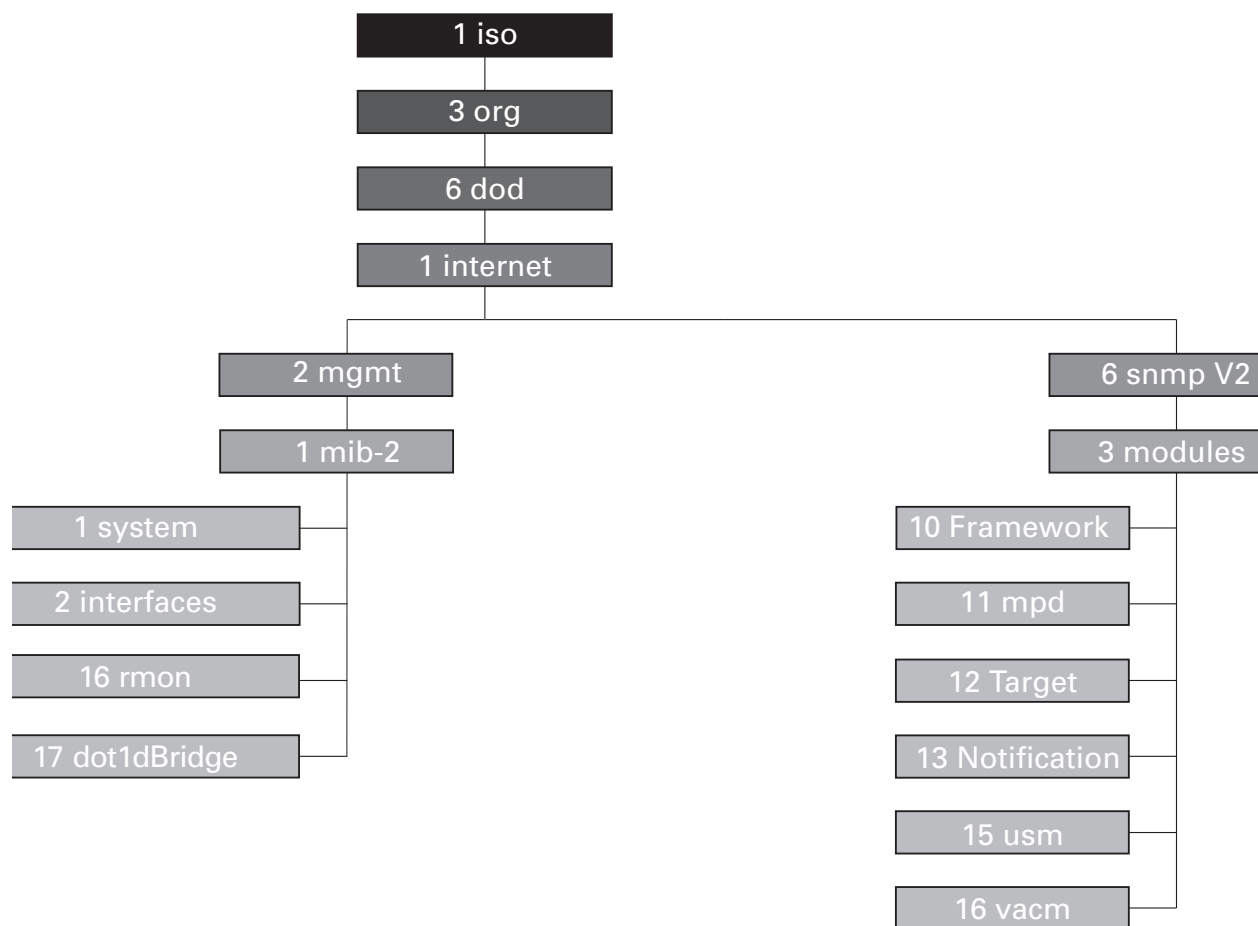 1 iso
3 org
6 dod
1 internet
2 mgmt
6 snmp V2
1 mib-2
3 modules
1 system
10 Framework
2 interfaces
11 mpd
16 rmon
12 Target
17 dot1dBridge
13 Notification
15 usm
16 vacm